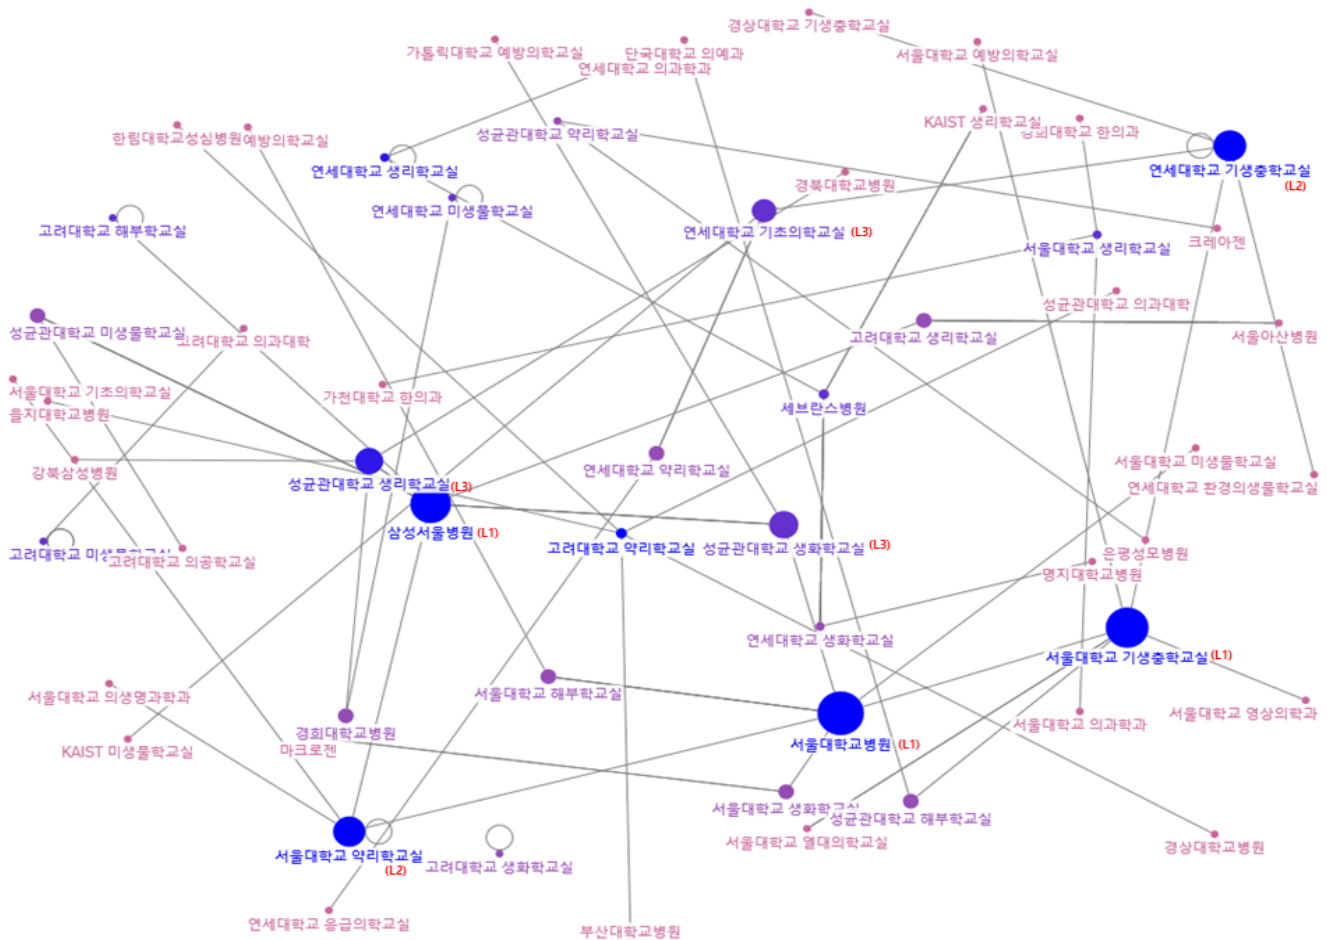 경상대학교 기생충학교실
가톨릭대학교 예방의학교실
단국대학교 의예과
서울대학교 예방의학교실
연세대학교 의과학과
KAIST 생리학교실
경희대학교 한의과
성균관대학교 약리학교실
한림대학교성심병원
예방의학교실
연세대학교 생리학교실
연세대학교 기생충학교실
(L2)
경북대학교병원
연세대학교 미생물학교실
고려대학교 해부학교실
연세대학교 기초의학교실 (L3)
크레아젠
서울대학교 생리학교실
성균관대학교 의과대학
성균관대학교 미생물학교실
고려대학교 의과대학
고려대학교 생리학교실
서울아산병원
서울대학교 기초의학교실
가천대학교 한의과
을지대학교병원
세브란스병원
강북삼성병원
연세대학교 약리학교실
서울대학교 미생물학교실
성균관대학교 생리학교실 (L3)
연세대학교 환경의생물학교실
삼성서울병원 (L1)
고려대학교 약리학교실
성균관대학교 생화학교실 (L3)
고려대학교 미생물학교실
고려대학교 의공학교실
은평성모병원
명지대학교병원
연세대학교 생화학교실
서울대학교 기생충학교실 (L1)
서울대학교 의생명과학과
서울대학교 해부학교실
서울대학교 영상의학과
서울대학교 의과학과
경희대학교병원
KAIST 미생물학교실
마크로젠
서울대학교병원 (L1)
서울대학교 생화학교실
성균관대학교 해부학교실
서울대학교 열대의학교실
경상대학교병원
서울대학교 약리학교실
(L2)
고려대학교 생화학교실
연세대학교 응급의학교실
부산대학교병원